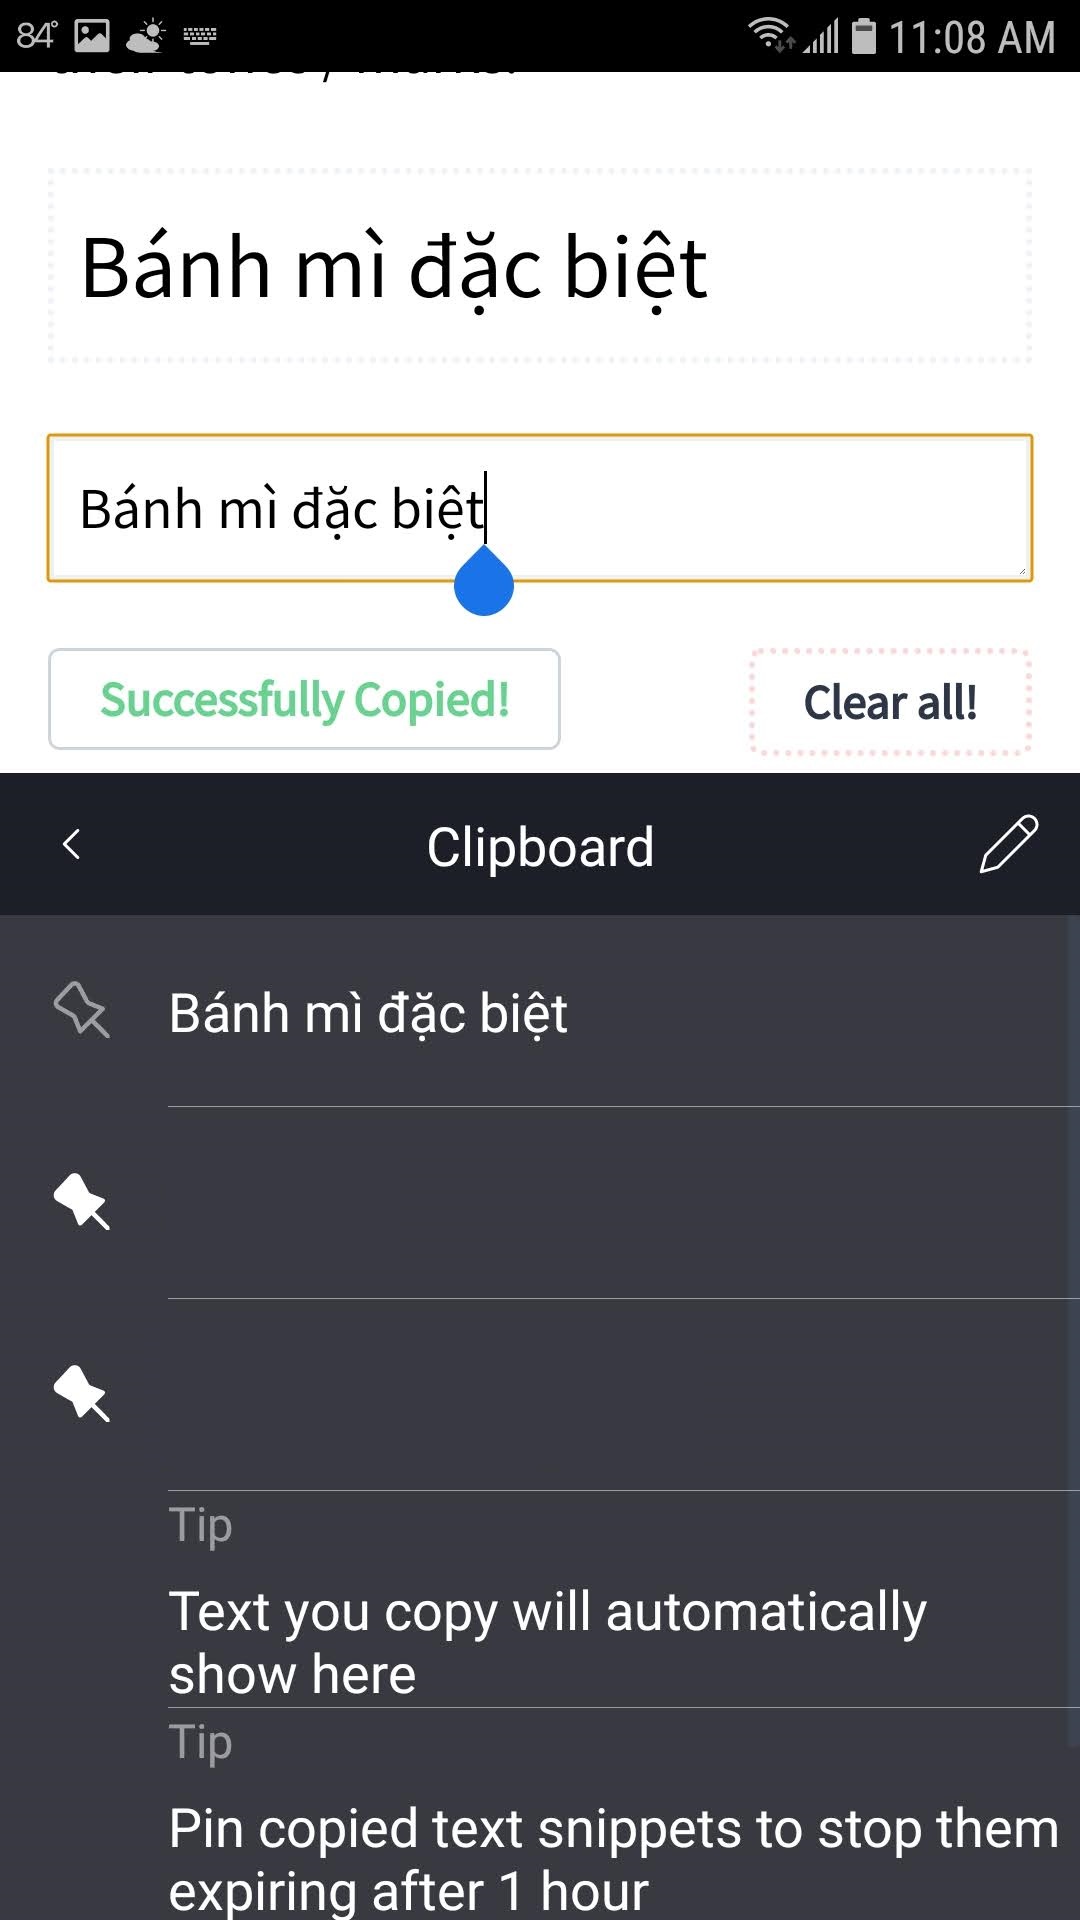 84°
11:08 AM
Bánh mì đặc biệt
Bánh mì đặc biệt
Successfully Copied!
Clear all!
Clipboard
Bánh mì đặc biệt
Tip
Text you copy will automatically
show here
Tip
Pin copied text snippets to stop them
expiring after 1 hour